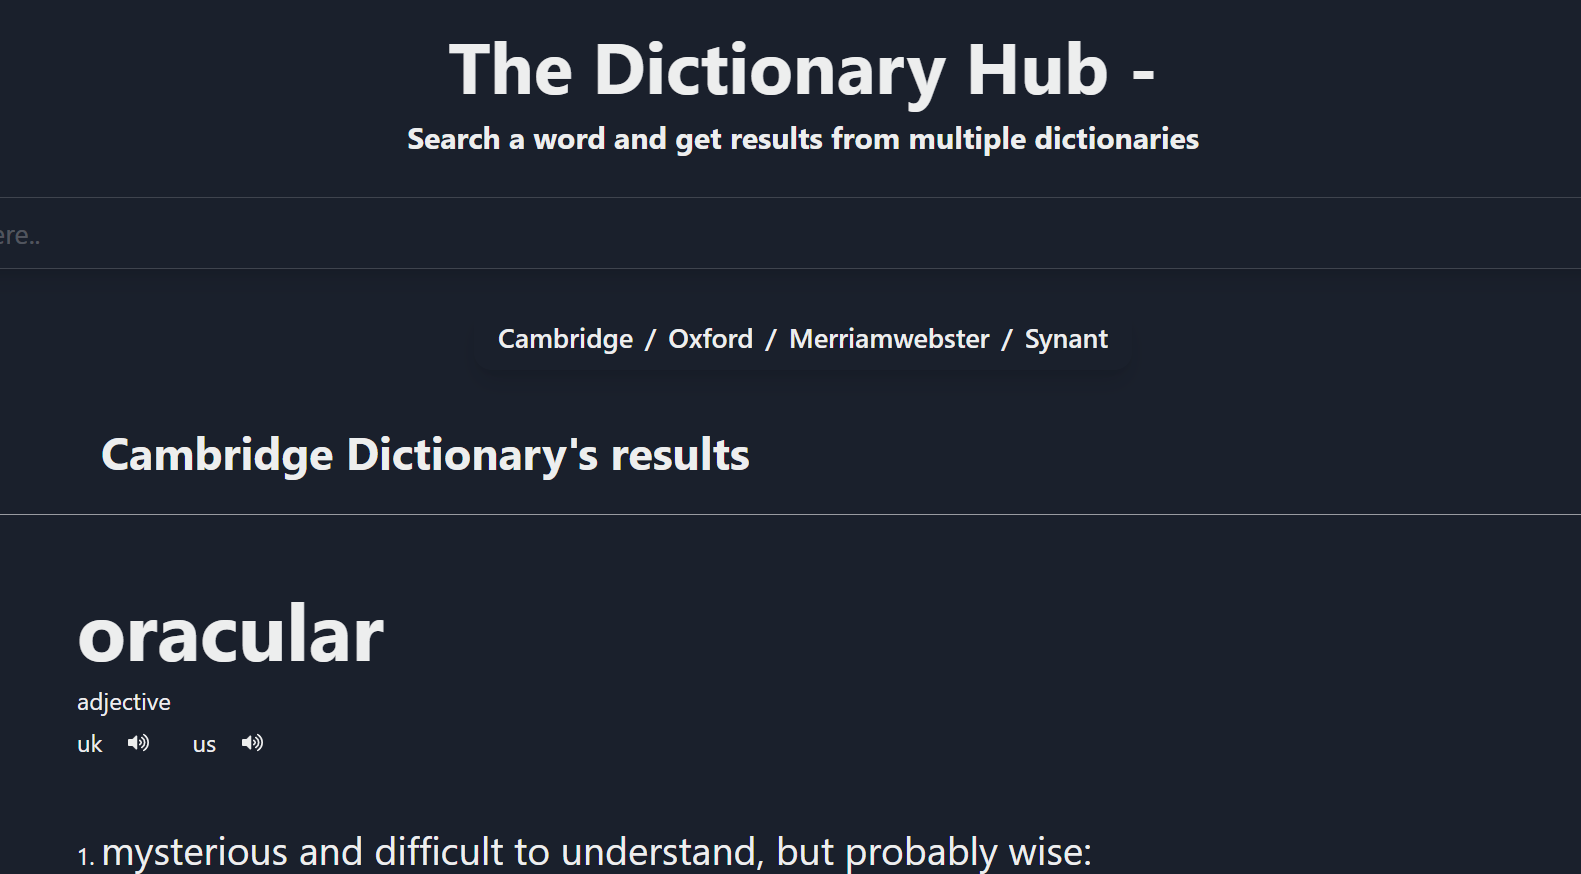 The Dictionary Hub -
Search a word and get results from multiple dictionaries
ere..
Cambridge / Oxford / Merriamwebster / Synant
Cambridge Dictionary's results
oracular
adjective
uk us
1. mysterious and difficult to understand, but probably wise: